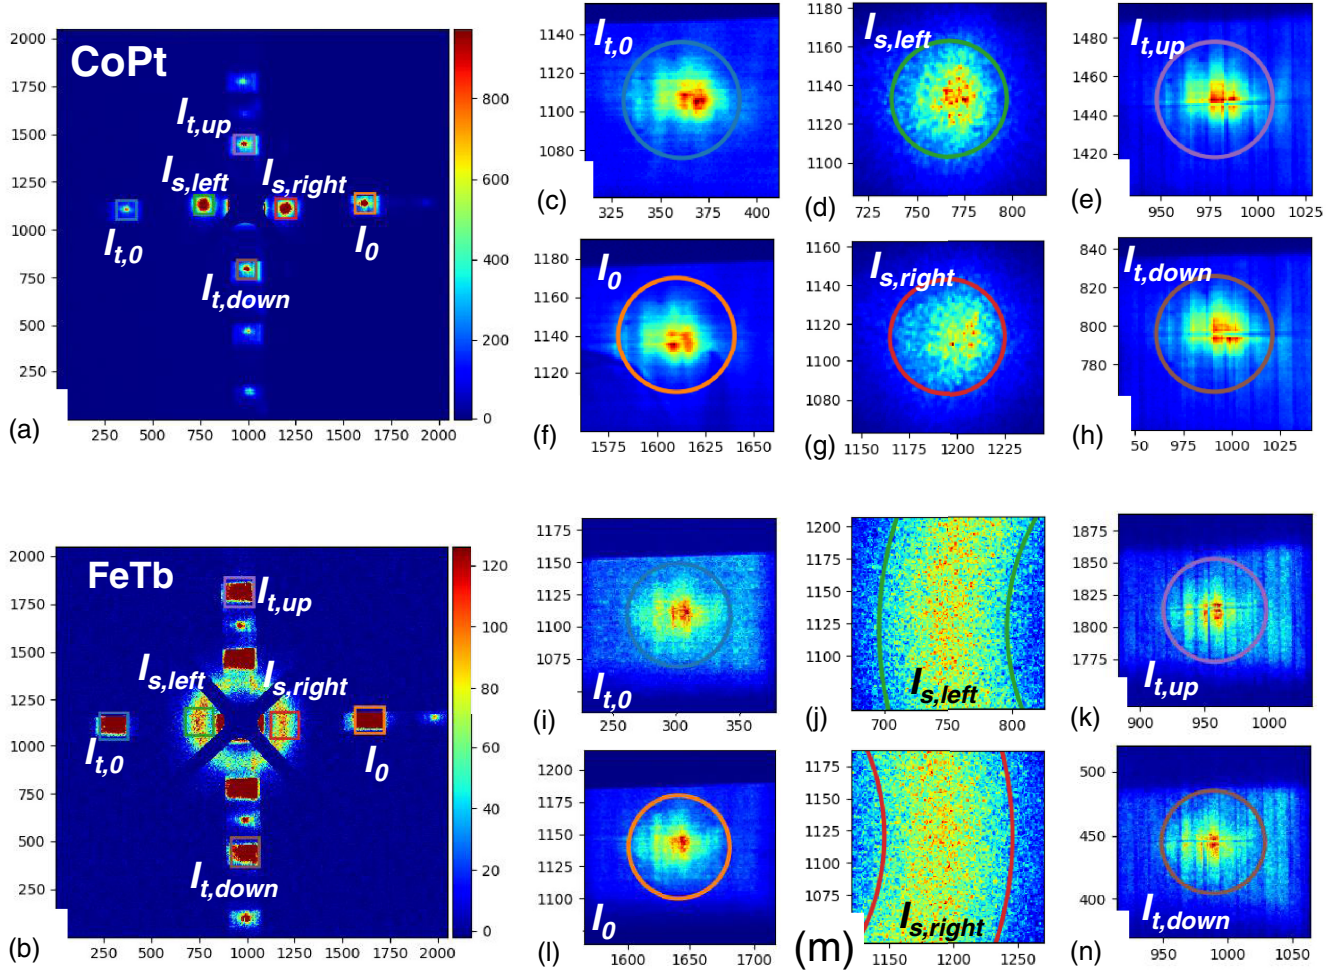 CoPt
I_{t,up}
I_{s,left}
I_{s,right}
I_{t,0}
I_0
I_{t,down}
2000
1750
1500
1250
1000
750
500
250
250 500 750 1000 1250 1500 1750 2000
800
600
400
200
0
(a)
I_{t,0}
1140
1120
1100
1080
325 350 375 400
(c)
I_{s,left}
1180
1160
1140
1120
1100
725 750 775 800
(d)
I_{t,up}
1480
1460
1440
1420
950 975 1000 1025
(e)
I_0
1180
1160
1140
1120
1575 1600 1625 1650
(f)
I_{s,right}
1160
1140
1120
1100
1080
1060
1150 1175 1200 1225
(g)
I_{t,down}
840
820
800
780
50 975 1000 1025
(h)
FeTb
I_{t,up}
I_{s,left}
I_{s,right}
I_{t,0}
I_0
I_{t,down}
2000
1750
1500
1250
1000
750
500
250
250 500 750 1000 1250 1500 1750 2000
120
100
80
60
40
20
0
(b)
1175
1150
1125
1100
1075
I_{t,0}
250 300 350
(i)
1200
1180
1160
1140
1120
1100
I_{s,left}
700 750 800
(j)
1875
1850
1825
1800
1775
I_{t,up}
900 950 1000
(k)
1200
1175
1150
1125
1100
I_0
1600 1650 1700
(l)
1175
1150
1125
1100
1075
I_{s,right}
1150 1200 1250
(m)
500
450
400
I_{t,down}
950 1000 1050
(n)